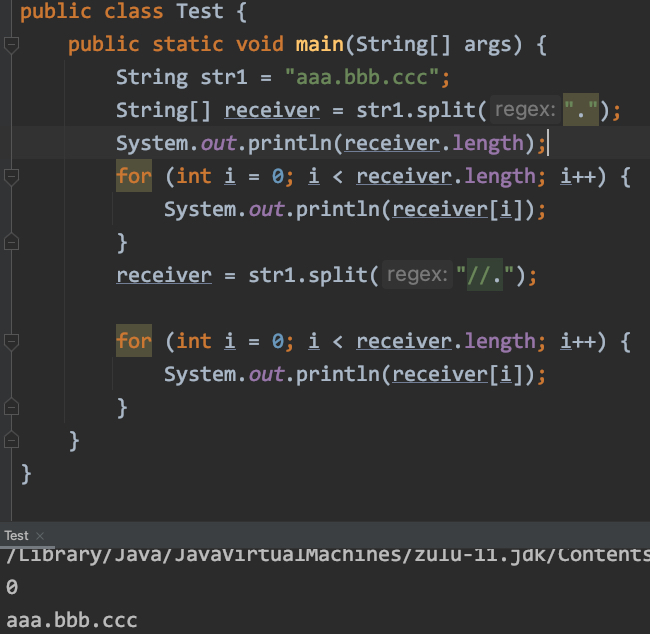 public class Test {
public static void main(String[] args) {
String str1 = "aaa.bbb.ccc";
String[] receiver = str1.split( regex: ".");
System.out.println(receiver.length);
for (int i = 0; i < receiver.length; i++) {
System.out.println(receiver[i]);
}
receiver = str1.split( regex: "//.");
for (int i = 0; i < receiver.length; i++) {
System.out.println(receiver[i]);
}
}
}
Test ×
/Library/Java/JavaVirtualMachines/zulu-11.jdk/Contents
0
aaa.bbb.ccc